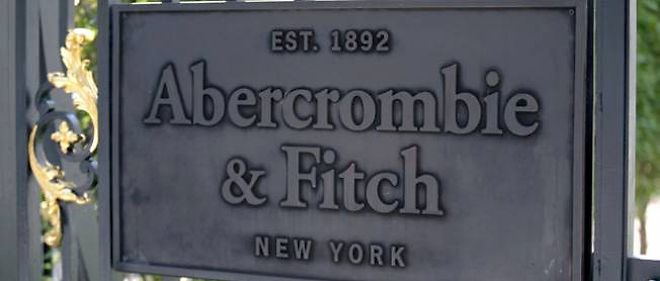 EST. 1892
Abercrombie
& Fitch
NEW YORK